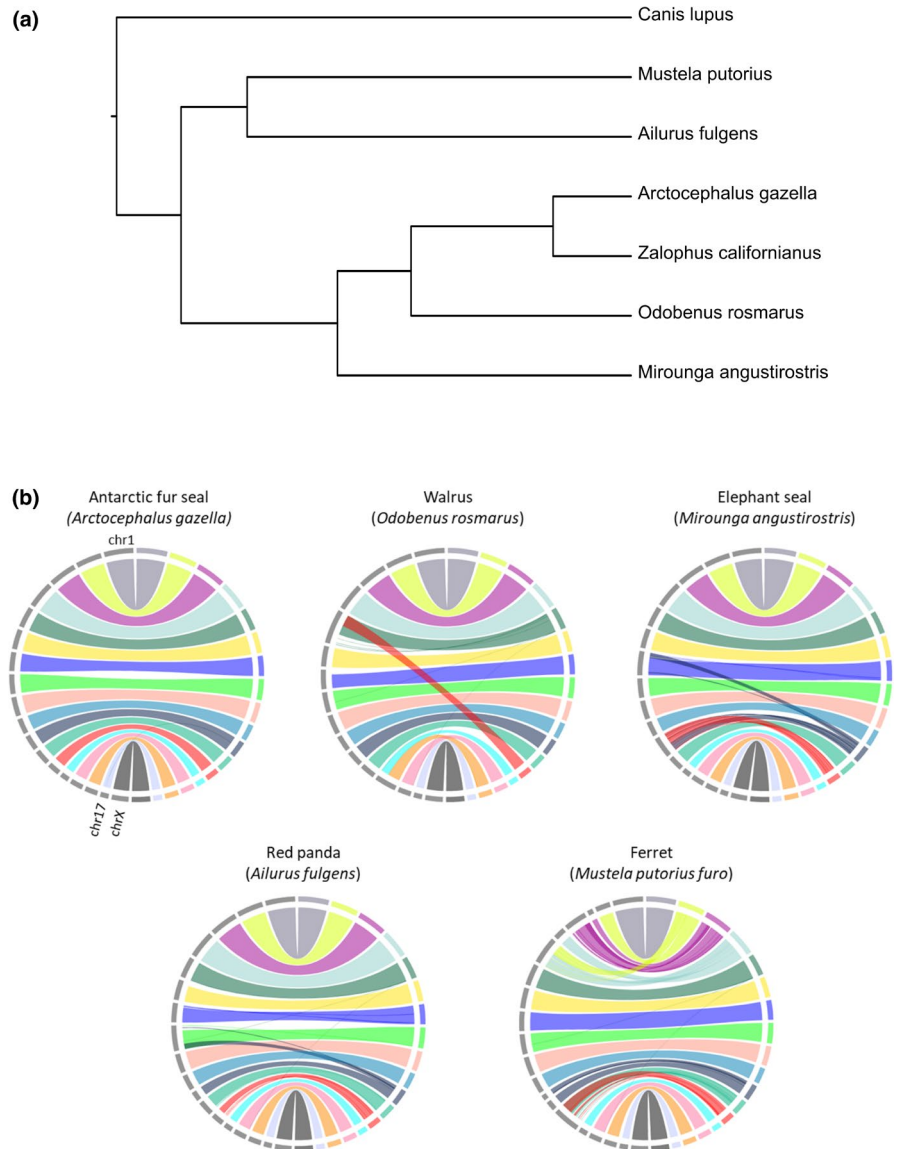 (a)
Canis lupus
Mustela putorius
Ailurus fulgens
Arctocephalus gazella
Zalophus californianus
Odobenus rosmarus
Mirounga angustirostris
(b)
Antarctic fur seal
(Arctocephalus gazella)
chr1
chr17
chrX
Walrus
(Odobenus rosmarus)
Elephant seal
(Mirounga angustirostris)
Red panda
(Ailurus fulgens)
Ferret
(Mustela putorius furo)